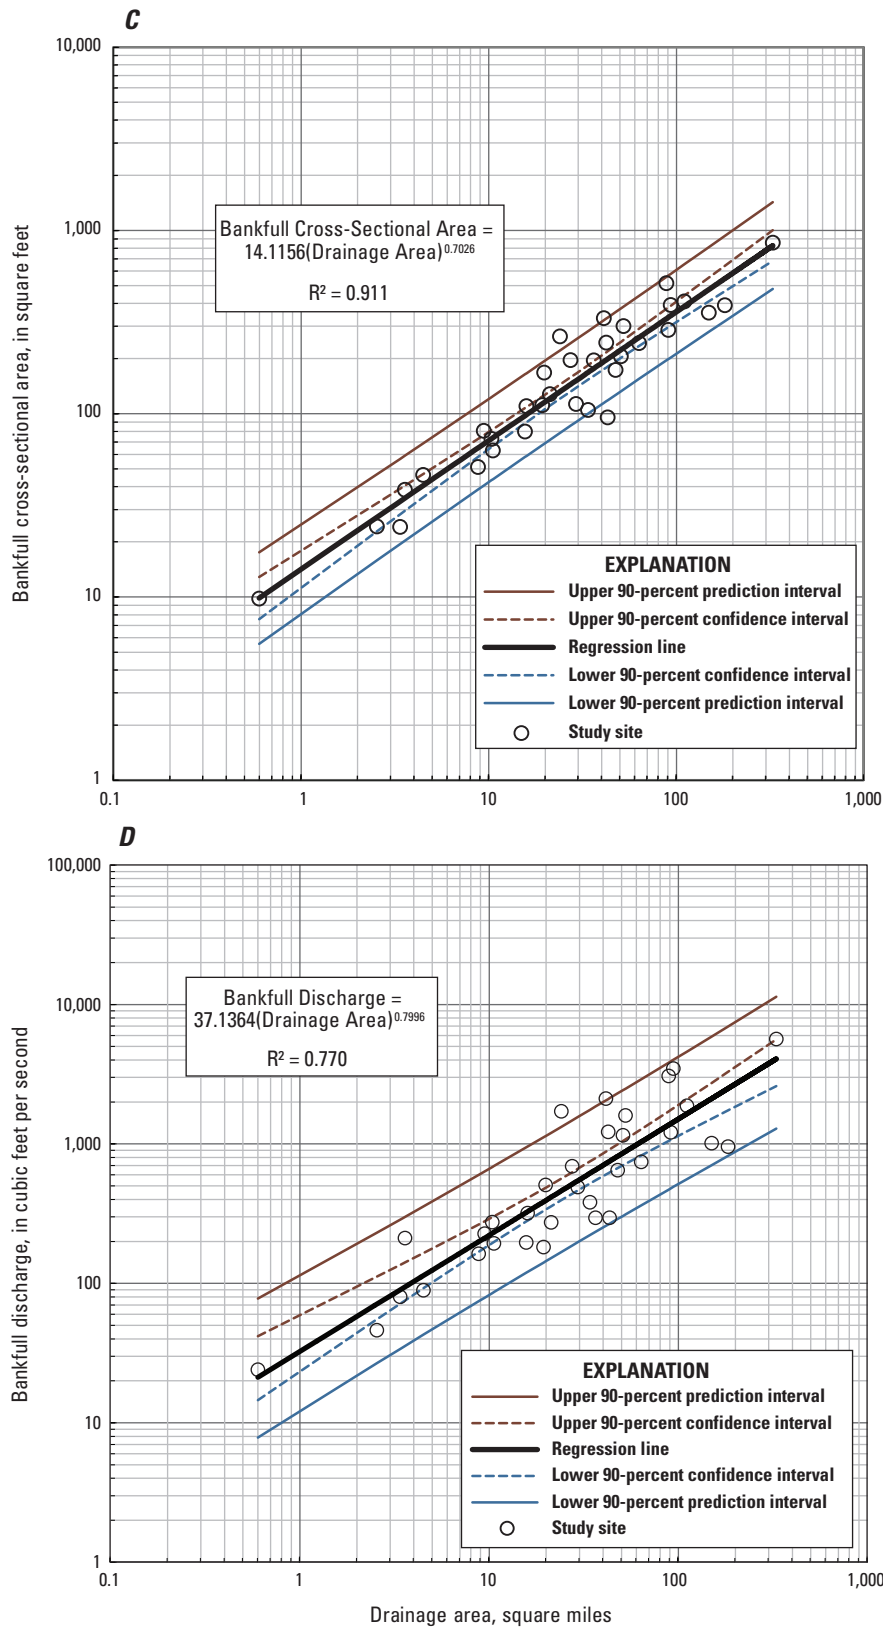 C
10,000
1,000
100
10
1
0.1 1 10 100 1,000
Bankfull cross-sectional area, in square feet
Bankfull Cross-Sectional Area =
14.1156(Drainage Area)^0.7026
R² = 0.911
EXPLANATION
Upper 90-percent prediction interval
Upper 90-percent confidence interval
Regression line
Lower 90-percent confidence interval
Lower 90-percent prediction interval
Study site
D
100,000
10,000
1,000
100
10
1
0.1 1 10 100 1,000
Bankfull discharge, in cubic feet per second
Bankfull Discharge =
37.1364(Drainage Area)^0.7996
R² = 0.770
EXPLANATION
Upper 90-percent prediction interval
Upper 90-percent confidence interval
Regression line
Lower 90-percent confidence interval
Lower 90-percent prediction interval
Study site
Drainage area, square miles